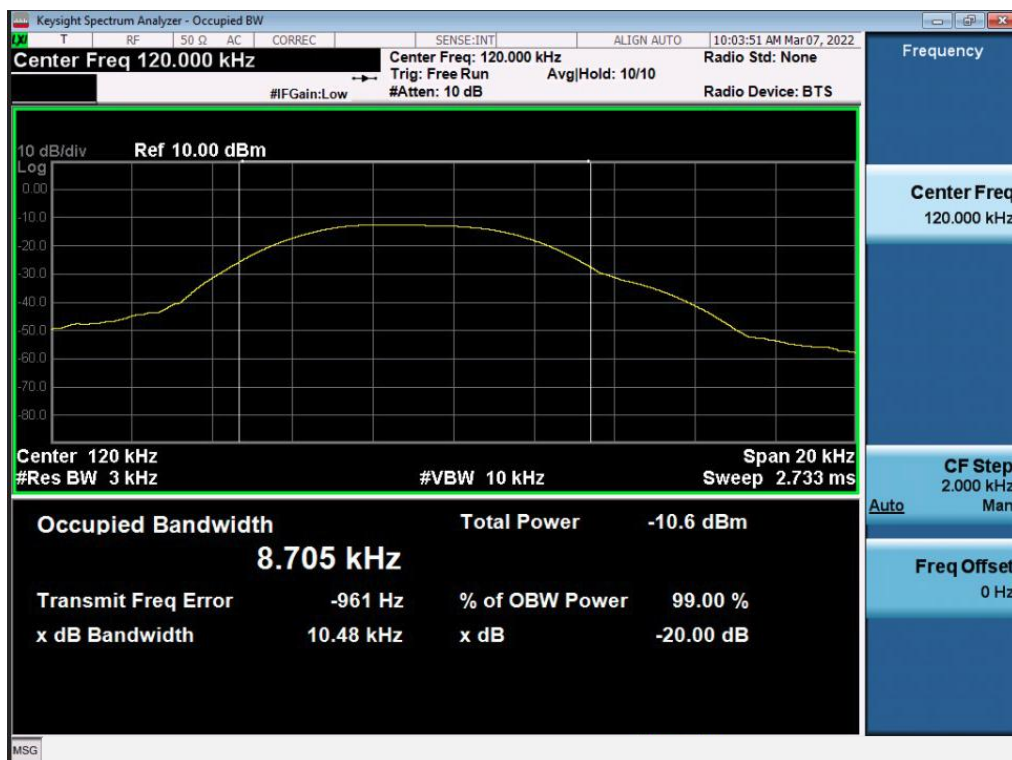 Keysight Spectrum Analyzer - Occupied BW
LXI T RF 50 Ω AC CORREC SENSE:INT ALIGN AUTO 10:03:51 AM Mar 07, 2022
Center Freq 120.000 kHz
Center Freq: 120.000 kHz
Radio Std: None
Trig: Free Run Avg|Hold: 10/10
#IFGain:Low
#Atten: 10 dB
Radio Device: BTS
10 dB/div Ref 10.00 dBm
Log
0.00
-10.0
-20.0
-30.0
-40.0
-50.0
-60.0
-70.0
-80.0
Center 120 kHz
Span 20 kHz
#Res BW 3 kHz
#VBW 10 kHz
Sweep 2.733 ms
Occupied Bandwidth
8.705 kHz
Total Power -10.6 dBm
Transmit Freq Error -961 Hz
% of OBW Power 99.00 %
x dB Bandwidth 10.48 kHz
x dB -20.00 dB
Frequency
Center Freq
120.000 kHz
CF Step
2.000 kHz
Auto Man
Freq Offset
0 Hz
MSG